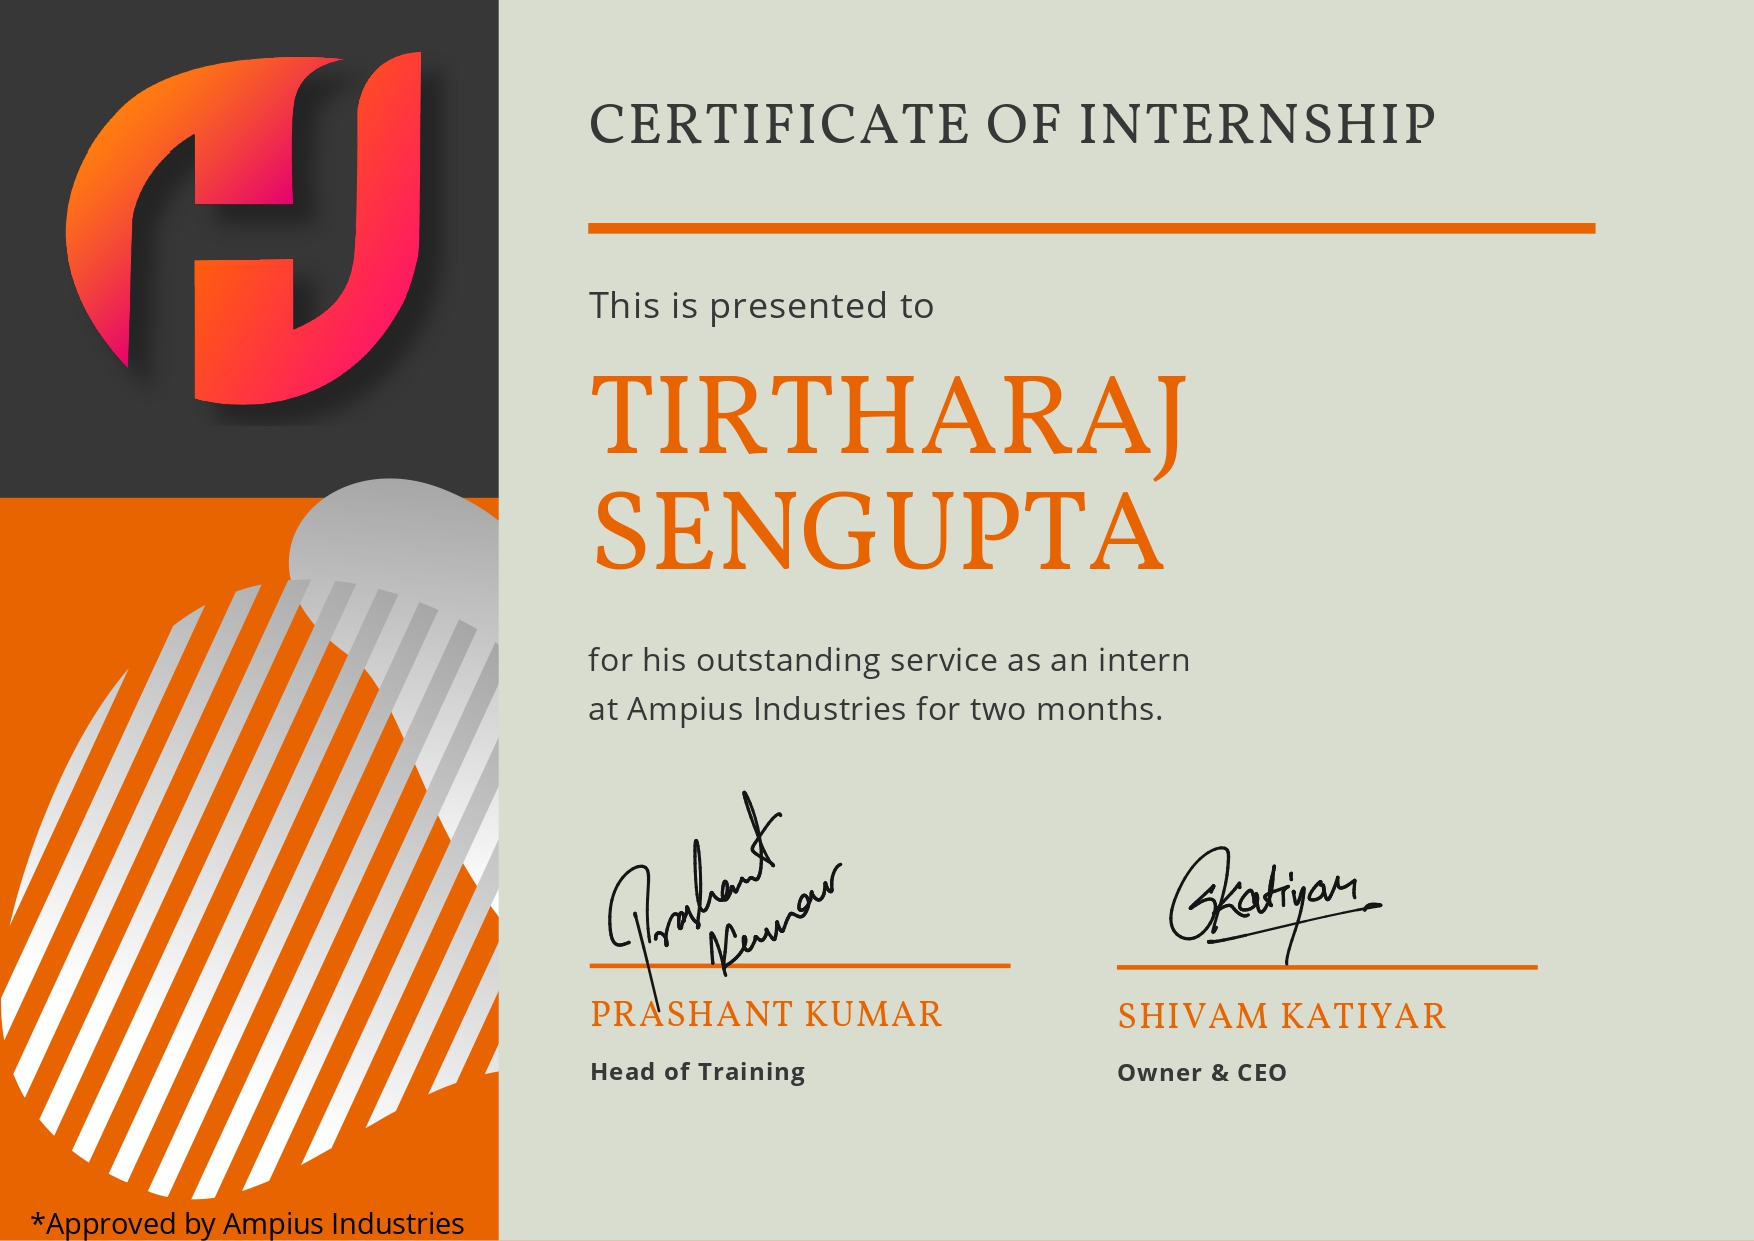 CERTIFICATE OF INTERNSHIP
This is presented to
TIRTHARAJ
SENGUPTA
for his outstanding service as an intern
at Ampius Industries for two months.
Prashant
Kumar
SKatiyar
PRASHANT KUMAR
SHIVAM KATIYAR
Head of Training
Owner & CEO
*Approved by Ampius Industries